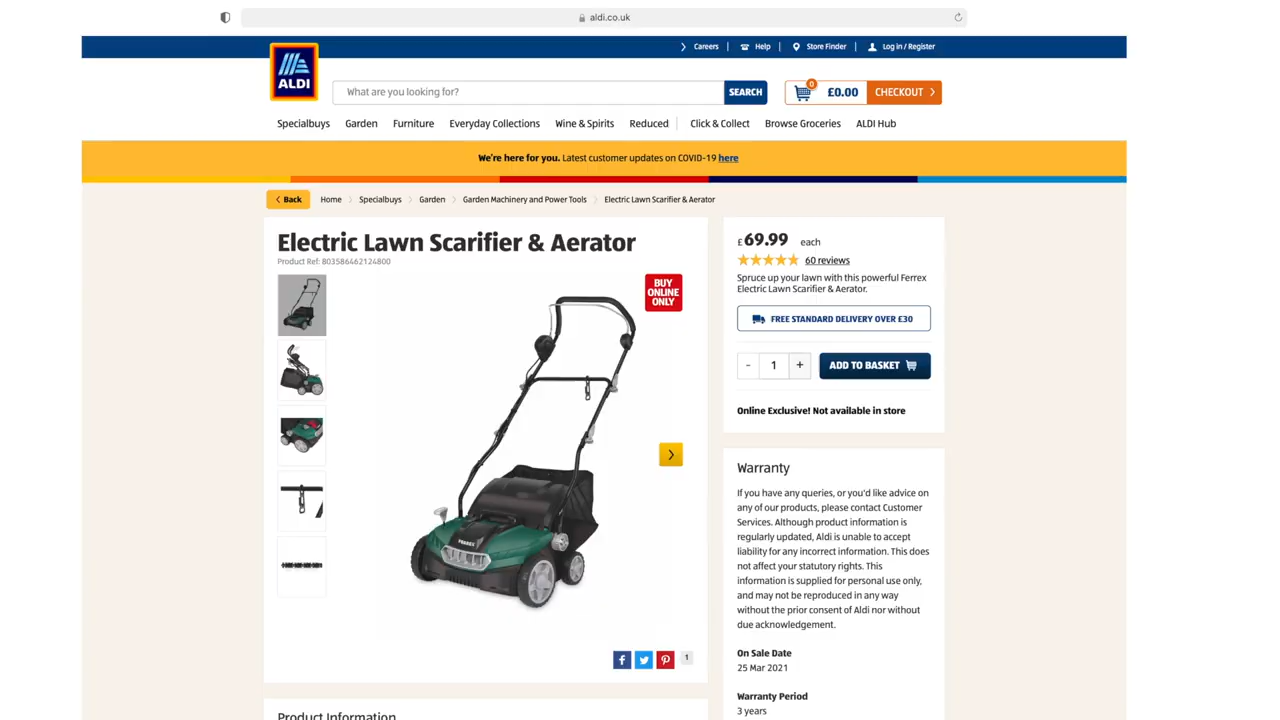 aldi.co.uk
Careers
Help
Store Finder
Log in / Register
ALDI
What are you looking for?
SEARCH
0
£0.00
CHECKOUT
Specialbuys Garden Furniture Everyday Collections Wine & Spirits Reduced Click & Collect Browse Groceries ALDI Hub
We're here for you. Latest customer updates on COVID-19 here
Back
Home Specialbuys Garden Garden Machinery and Power Tools Electric Lawn Scarifier & Aerator
Electric Lawn Scarifier & Aerator
Product Ref: 803586462124800
BUY
ONLINE
ONLY
FERREX
1
Product Information
£69.99 each
60 reviews
Spruce up your lawn with this powerful Ferrex
Electric Lawn Scarifier & Aerator.
FREE STANDARD DELIVERY OVER £30
- 1 +
ADD TO BASKET
Online Exclusive! Not available in store
Warranty
If you have any queries, or you'd like advice on
any of our products, please contact Customer
Services. Although product information is
regularly updated, Aldi is unable to accept
liability for any incorrect information. This does
not affect your statutory rights. This
information is supplied for personal use only,
and may not be reproduced in any way
without the prior consent of Aldi nor without
due acknowledgement.
On Sale Date
25 Mar 2021
Warranty Period
3 years